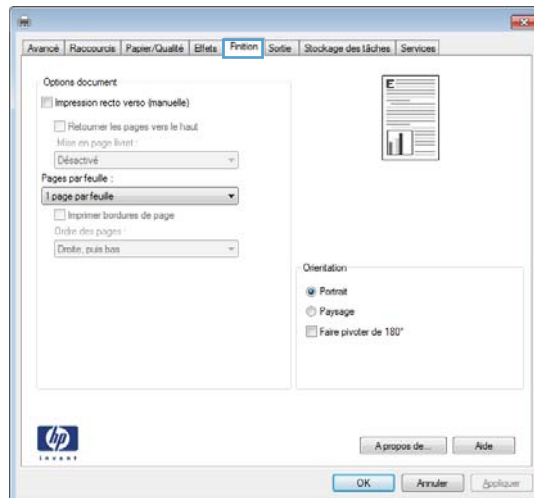 Avancé Raccourcis Papier/Qualité Effets Finition Sortie Stockage des tâches Services
Options document
Impression recto verso (manuelle)
Retourner les pages vers le haut
Mise en page livret :
Désactivé
Pages par feuille :
1 page par feuille
Imprimer bordures de page
Ordre des pages :
Droite, puis bas
E
Orientation
Portrait
Paysage
Faire pivoter de 180°
hp
invent
A propos de... Aide
OK Annuler Appliquer